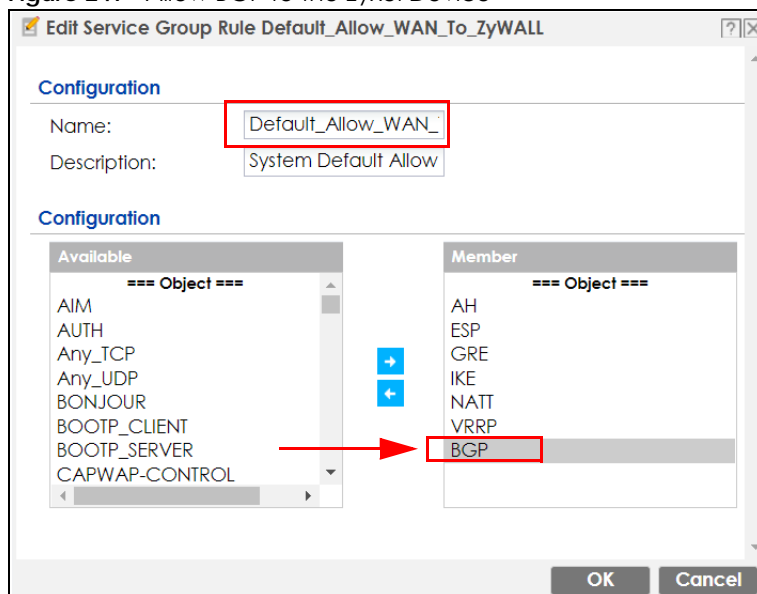 Edit Service Group Rule Default_Allow_WAN_To_ZyWALL
Configuration
Name: Default_Allow_WAN_
Description: System Default Allow
Configuration
Available
=== Object ===
AIM
AUTH
Any_TCP
Any_UDP
BONJOUR
BOOTP_CLIENT
BOOTP_SERVER
CAPWAP-CONTROL
Member
=== Object ===
AH
ESP
GRE
IKE
NATT
VRRP
BGP
OK Cancel